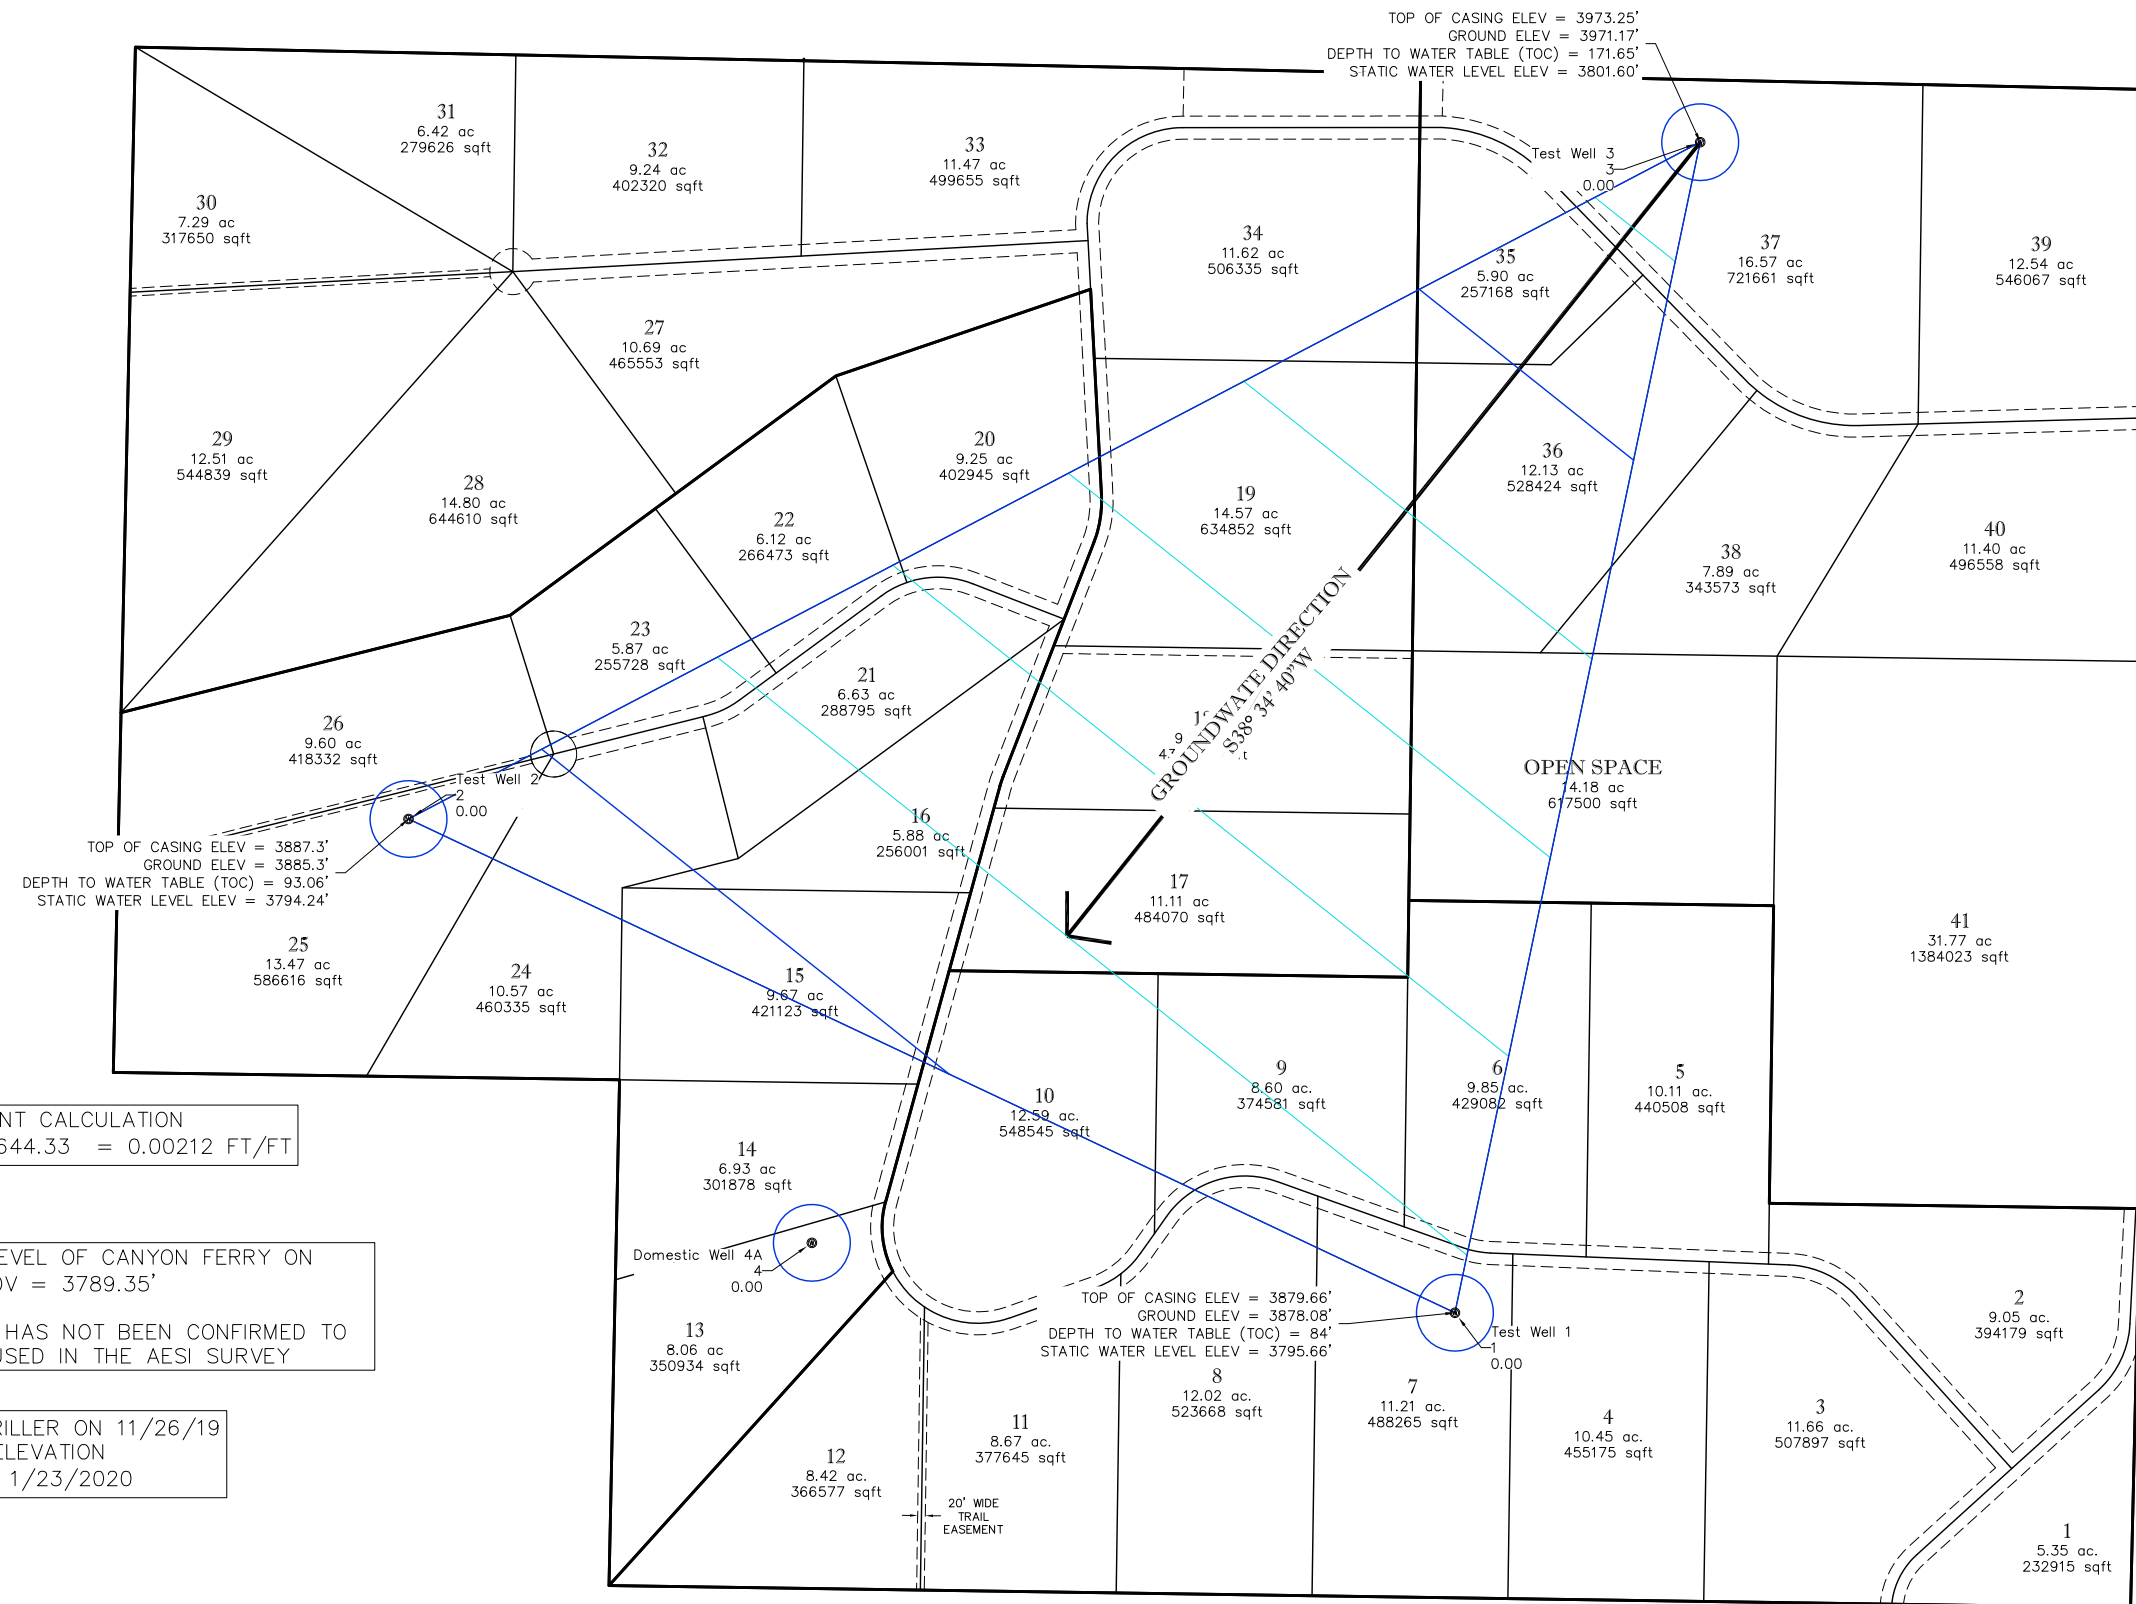 TOP OF CASING ELEV = 3973.25'
GROUND ELEV = 3971.17'
DEPTH TO WATER TABLE (TOC) = 171.65'
STATIC WATER LEVEL ELEV = 3801.60'
31
6.42 ac
279626 sqft
32
9.24 ac
402320 sqft
33
11.47 ac
499655 sqft
Test Well 3
3
0.00
30
7.29 ac
317650 sqft
34
11.62 ac
506335 sqft
35
5.90 ac
257168 sqft
37
16.57 ac
721661 sqft
39
12.54 ac
546067 sqft
27
10.69 ac
465553 sqft
29
12.51 ac
544839 sqft
28
14.80 ac
644610 sqft
20
9.25 ac
402945 sqft
22
6.12 ac
266473 sqft
19
14.57 ac
634852 sqft
36
12.13 ac
528424 sqft
38
7.89 ac
343573 sqft
40
11.40 ac
496558 sqft
23
5.87 ac
255728 sqft
21
6.63 ac
288795 sqft
GROUNDWATE DIRECTION
S38° 34' 40"W
26
9.60 ac
418332 sqft
Test Well 2
2
0.00
OPEN SPACE
14.18 ac
617500 sqft
16
5.88 ac
256001 sqft
TOP OF CASING ELEV = 3887.3'
GROUND ELEV = 3885.3'
DEPTH TO WATER TABLE (TOC) = 93.06'
STATIC WATER LEVEL ELEV = 3794.24'
17
11.11 ac
484070 sqft
25
13.47 ac
586616 sqft
24
10.57 ac
460335 sqft
15
9.67 ac
421123 sqft
41
31.77 ac
1384023 sqft
10
12.59 ac.
548545 sqft
9
8.60 ac.
374581 sqft
6
9.85 ac.
429082 sqft
5
10.11 ac.
440508 sqft
NT CALCULATION
644.33 = 0.00212 FT/FT
14
6.93 ac
301878 sqft
EVEL OF CANYON FERRY ON
OV = 3789.35'
HAS NOT BEEN CONFIRMED TO
USED IN THE AESI SURVEY
Domestic Well 4A
4
0.00
TOP OF CASING ELEV = 3879.66'
GROUND ELEV = 3878.08'
DEPTH TO WATER TABLE (TOC) = 84'
STATIC WATER LEVEL ELEV = 3795.66'
Test Well 1
1
0.00
2
9.05 ac.
394179 sqft
13
8.06 ac
350934 sqft
8
12.02 ac.
523668 sqft
7
11.21 ac.
488265 sqft
4
10.45 ac.
455175 sqft
3
11.66 ac.
507897 sqft
11
8.67 ac.
377645 sqft
12
8.42 ac.
366577 sqft
RILLER ON 11/26/19
ELEVATION
1/23/2020
20' WIDE
TRAIL
EASEMENT
1
5.35 ac.
232915 sqft